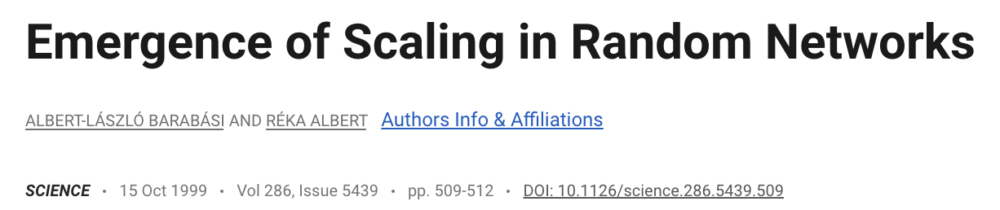 Emergence of Scaling in Random Networks
ALBERT-LÁSZLÓ BARABÁSI AND RÉKA ALBERT Authors Info & Affiliations
SCIENCE • 15 Oct 1999 • Vol 286, Issue 5439 • pp. 509-512 • DOI: 10.1126/science.286.5439.509